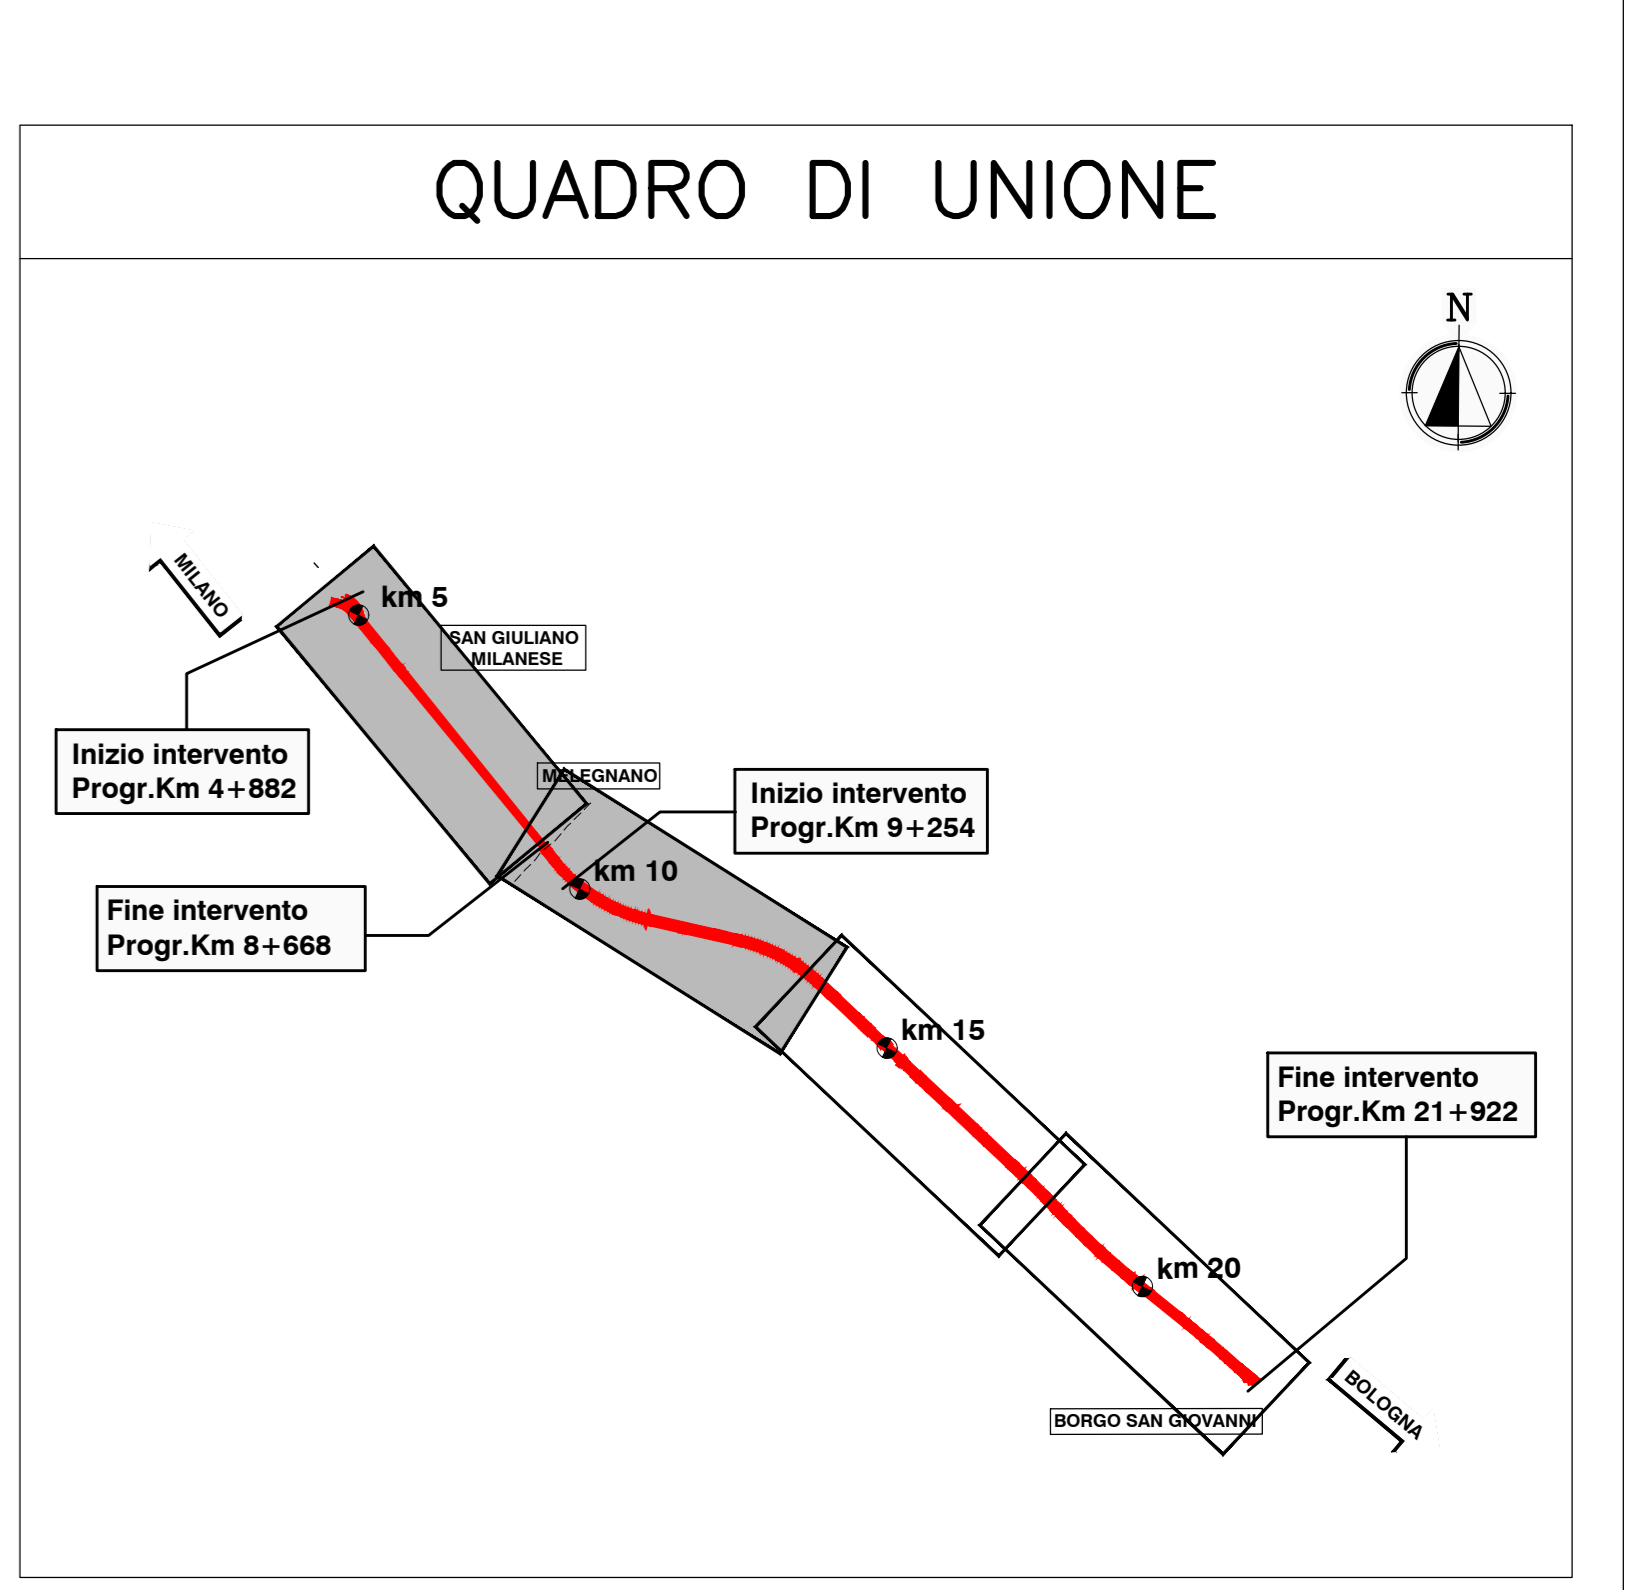 QUADRO DI UNIONE
N
MILANO
km 5
SAN GIULIANO
MILANESE
Inizio intervento
Progr.Km 4+882
MELEGNANO
Inizio intervento
Progr.Km 9+254
km 10
Fine intervento
Progr.Km 8+668
km 15
Fine intervento
Progr.Km 21+922
km 20
BOLOGNA
BORGO SAN GIOVANNI